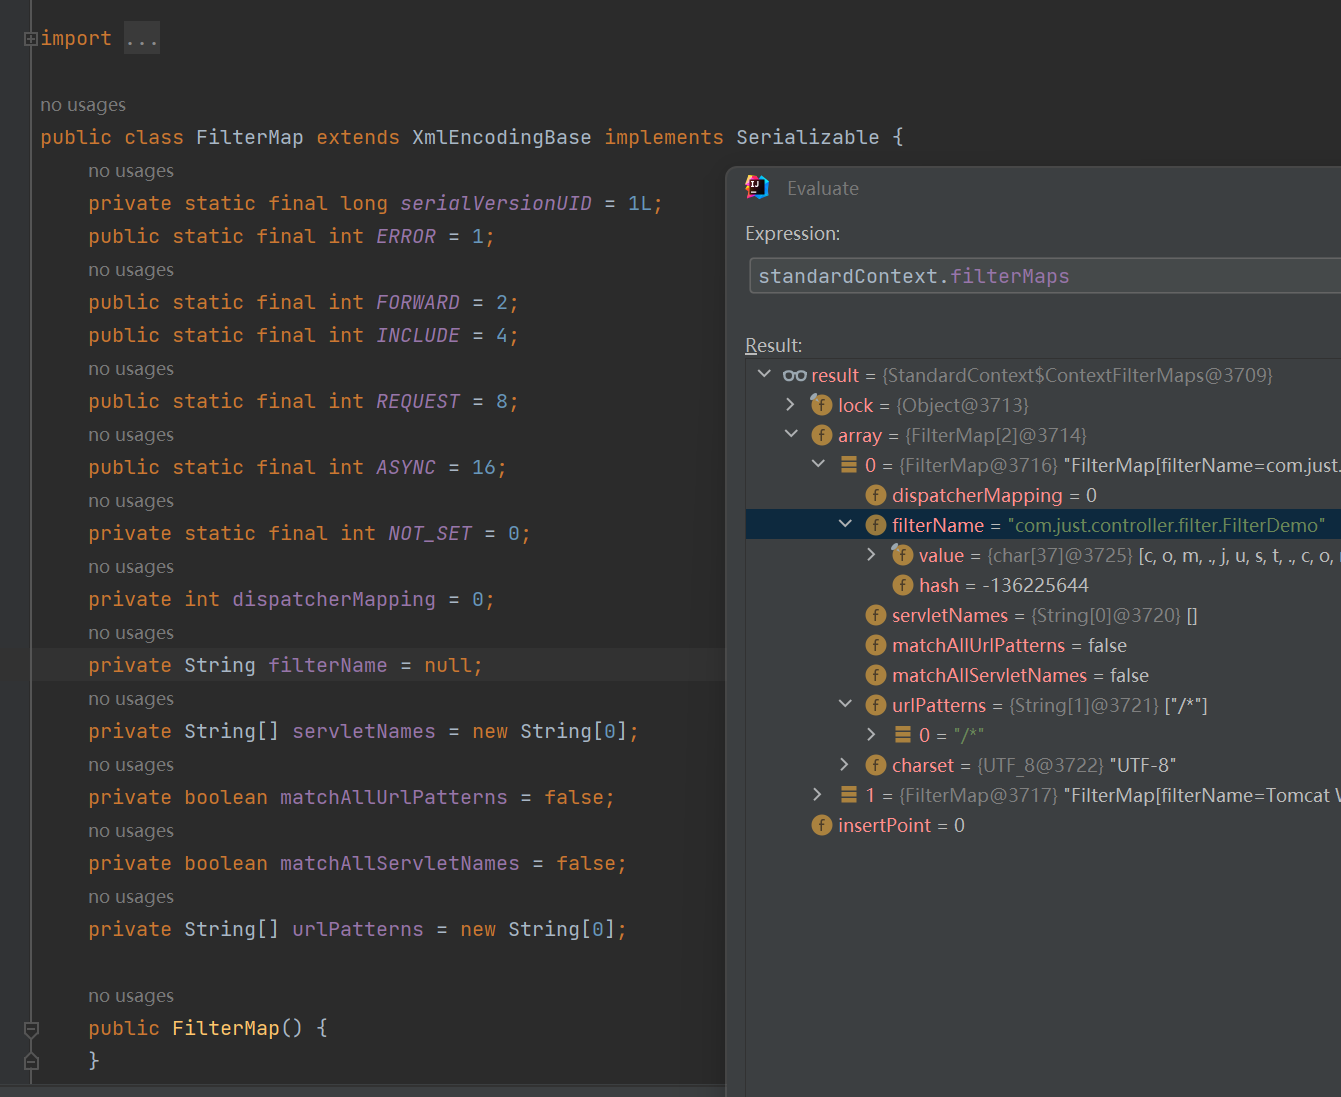 import ...
no usages
public class FilterMap extends XmlEncodingBase implements Serializable {
no usages
private static final long serialVersionUID = 1L;
public static final int ERROR = 1;
no usages
public static final int FORWARD = 2;
public static final int INCLUDE = 4;
no usages
public static final int REQUEST = 8;
no usages
public static final int ASYNC = 16;
no usages
private static final int NOT_SET = 0;
no usages
private int dispatcherMapping = 0;
no usages
private String filterName = null;
no usages
private String[] servletNames = new String[0];
no usages
private boolean matchAllUrlPatterns = false;
no usages
private boolean matchAllServletNames = false;
no usages
private String[] urlPatterns = new String[0];
no usages
public FilterMap() {
}
Evaluate
Expression:
standardContext.filterMaps
Result:
result = {StandardContext$ContextFilterMaps@3709}
lock = {Object@3713}
array = {FilterMap[2]@3714}
0 = {FilterMap@3716} "FilterMap[filterName=com.just.
dispatcherMapping = 0
filterName = "com.just.controller.filter.FilterDemo"
value = {char[37]@3725} [c, o, m, ., j, u, s, t, ., c, o,
hash = -136225644
servletNames = {String[0]@3720} []
matchAllUrlPatterns = false
matchAllServletNames = false
urlPatterns = {String[1]@3721} ["/*"]
0 = "/*"
charset = {UTF_8@3722} "UTF-8"
1 = {FilterMap@3717} "FilterMap[filterName=Tomcat W
insertPoint = 0